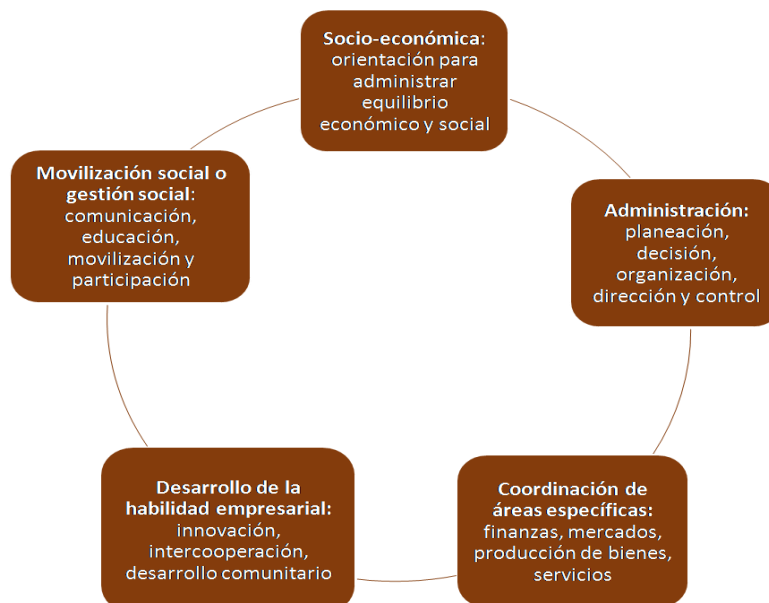 Socio-económica:
orientación para
administrar
equilibrio
económico y social
Administración:
planeación,
decisión,
organización,
dirección y control
Coordinación de
áreas específicas:
finanzas, mercados,
producción de bienes,
servicios
Desarrollo de la
habilidad empresarial:
innovación,
intercooperación,
desarrollo comunitario
Movilización social o
gestión social:
comunicación,
educación,
movilización y
participación